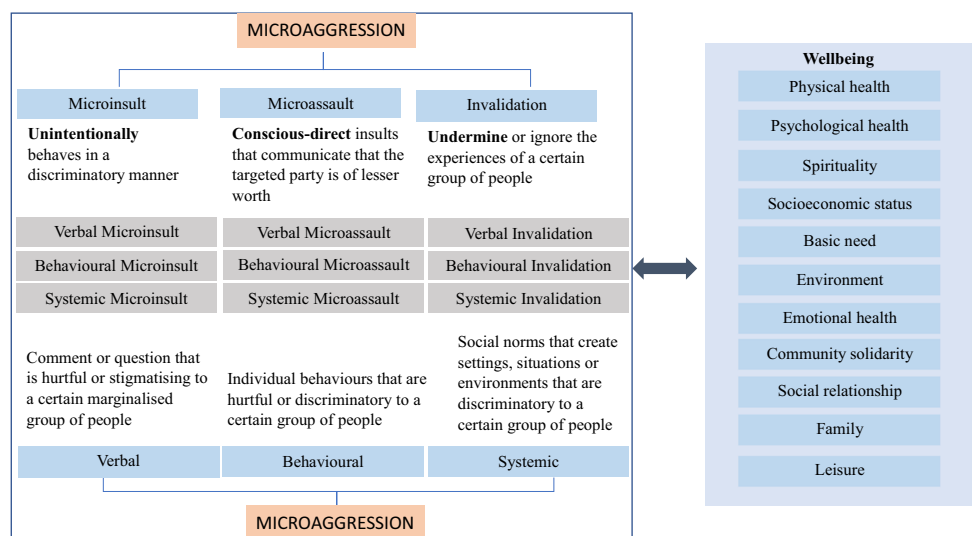 MICROAGGRESSION
Microinsult
Microassault
Invalidation
Unintentionally
behaves in a
discriminatory manner
Conscious-direct insults
that communicate that the
targeted party is of lesser
worth
Undermine or ignore the
experiences of a certain
group of people
Verbal Microinsult
Verbal Microassault
Verbal Invalidation
Behavioural Microinsult
Behavioural Microassault
Behavioural Invalidation
Systemic Microinsult
Systemic Microassault
Systemic Invalidation
Comment or question that
is hurtful or stigmatising to
a certain marginalised
group of people
Individual behaviours that are
hurtful or discriminatory to a
certain group of people
Social norms that create
settings, situations or
environments that are
discriminatory to a
certain group of people
Verbal
Behavioural
Systemic
MICROAGGRESSION
Wellbeing
Physical health
Psychological health
Spirituality
Socioeconomic status
Basic need
Environment
Emotional health
Community solidarity
Social relationship
Family
Leisure